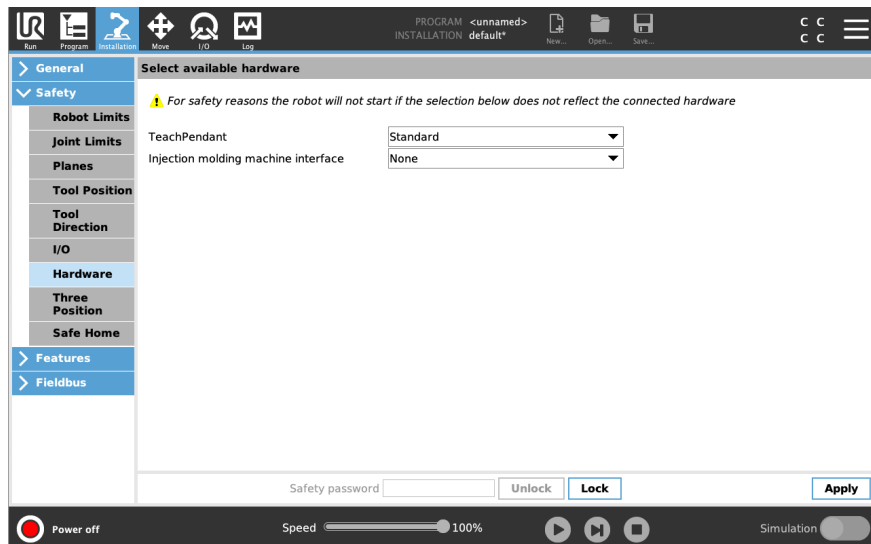 PROGRAM <unnamed>
INSTALLATION default*
UR
Run Program Installation Move I/O Log New... Open... Save...
C C
C C
General
Safety
Robot Limits
Joint Limits
Planes
Tool Position
Tool
Direction
I/O
Hardware
Three
Position
Safe Home
Features
Fieldbus
Select available hardware
! For safety reasons the robot will not start if the selection below does not reflect the connected hardware
TeachPendant Standard
Injection molding machine interface None
Safety password Unlock Lock Apply
Power off Speed 100% Simulation